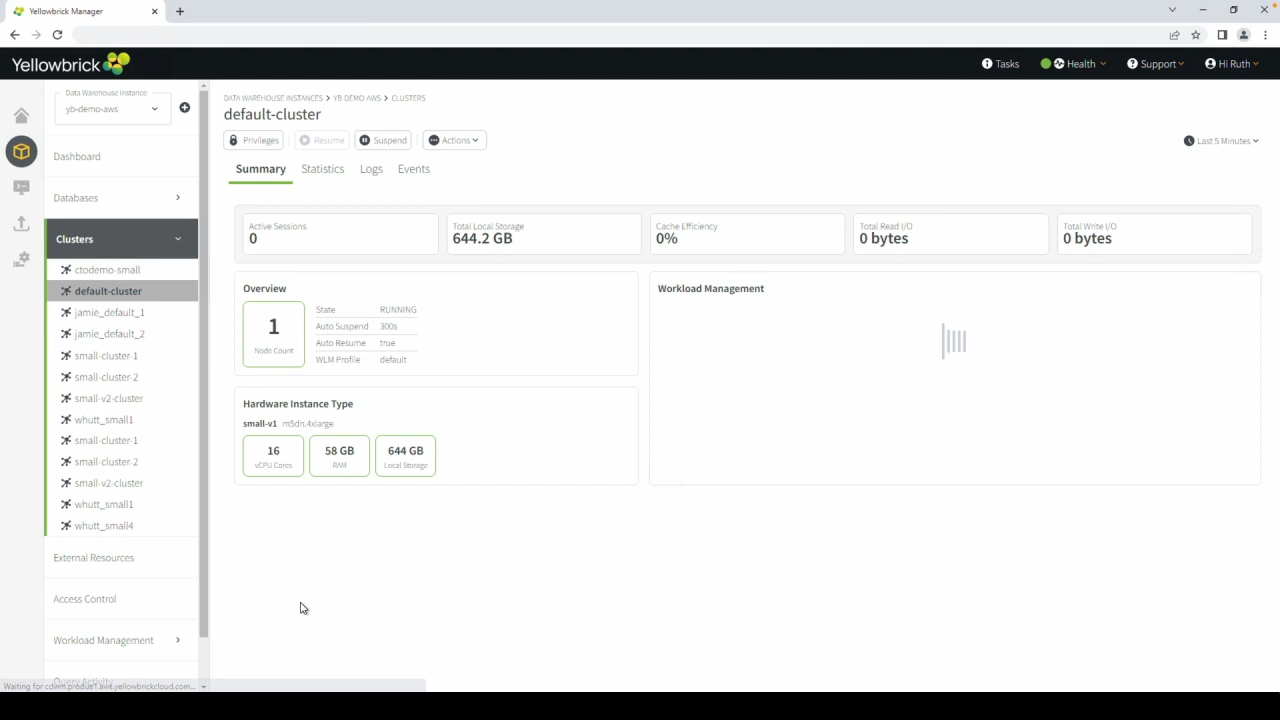 Yellowbrick Manager
Yellowbrick
Tasks
Health
Support
Hi Ruth
Data Warehouse Instance
yb-demo-aws
Dashboard
Databases
Clusters
ctodemo-small
default-cluster
jamie_default_1
jamie_default_2
small-cluster-1
small-cluster-2
small-v2-cluster
whutt_small1
small-cluster-1
small-cluster-2
small-v2-cluster
whutt_small1
whutt_small4
External Resources
Access Control
Workload Management
Query Activity
DATA WAREHOUSE INSTANCES > YB-DEMO-AWS > CLUSTERS
default-cluster
Privileges
Resume
Suspend
Actions
Last 5 Minutes
Summary
Statistics
Logs
Events
Active Sessions
0
Total Local Storage
644.2 GB
Cache Efficiency
0%
Total Read I/O
0 bytes
Total Write I/O
0 bytes
Overview
1
Node Count
State RUNNING
Auto Suspend 300s
Auto Resume true
WLM Profile default
Workload Management
Hardware Instance Type
small-v1 m5dn.4xlarge
16
vCPU Cores
58 GB
RAM
644 GB
Local Storage